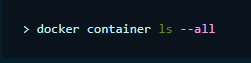 > docker container ls --all